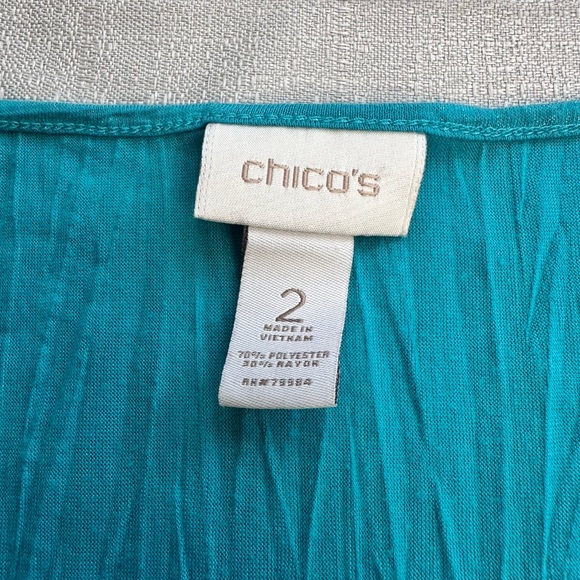 chico's
2
MADE IN
VIETNAM
70% POLYESTER
30% RAYON
RN#79984